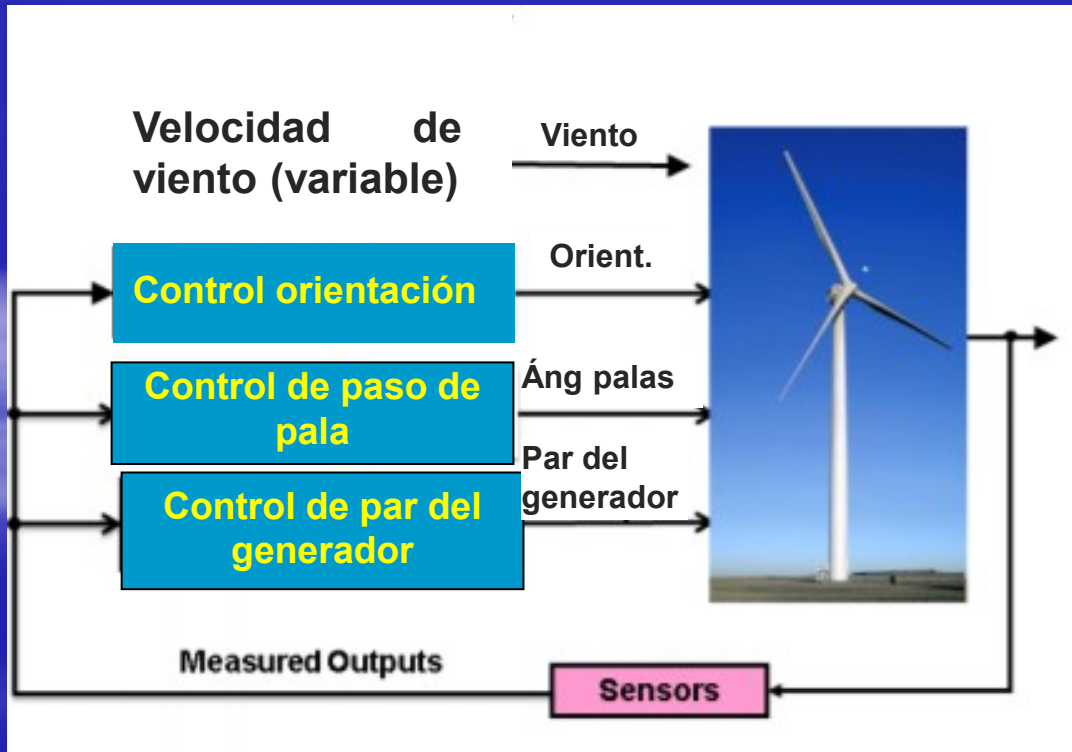 Velocidad de
viento (variable)
Viento
Control orientación
Orient.
Control de paso de
pala
Áng palas
Control de par del
generador
Par del
generador
Measured Outputs
Sensors